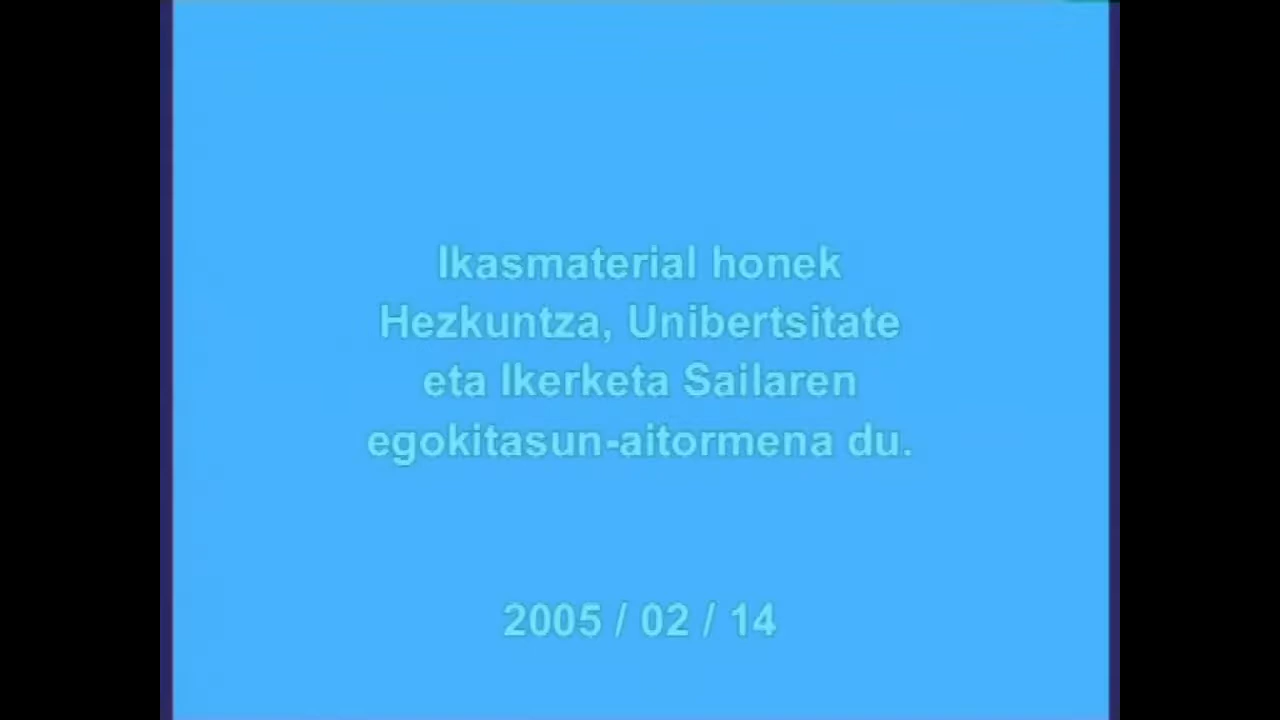 Ikasmaterial honek
Hezkuntza, Unibertsitate
eta Ikerketa Sailaren
egokitasun-aitormena du.
2005 / 02 / 14